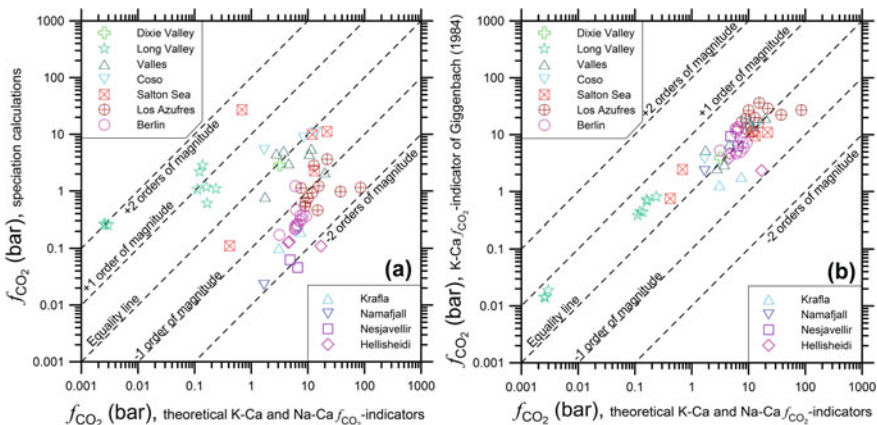 (a)
Dixie Valley
Long Valley
Valles
Coso
Salton Sea
Los Azufres
Berlin
+2 orders of magnitude
+1 order of magnitude
Equality line
-1 order of magnitude
-2 orders of magnitude
Krafla
Namafjall
Nesjavellir
Hellisheidi
1000
100
10
1
0.1
0.01
0.001
0.001 0.01 0.1 1 10 100 1000
fCO2 (bar), speciation calculations
fCO2 (bar), theoretical K-Ca and Na-Ca fCO2-indicators
(b)
Dixie Valley
Long Valley
Valles
Coso
Salton Sea
Los Azufres
Berlin
+2 orders of magnitude
+1 order of magnitude
Equality line
-1 order of magnitude
-2 orders of magnitude
Krafla
Namafjall
Nesjavellir
Hellisheidi
1000
100
10
1
0.1
0.01
0.001
0.001 0.01 0.1 1 10 100 1000
fCO2 (bar), K-Ca fCO2-indicator of Giggenbach (1984)
fCO2 (bar), theoretical K-Ca and Na-Ca fCO2-indicators